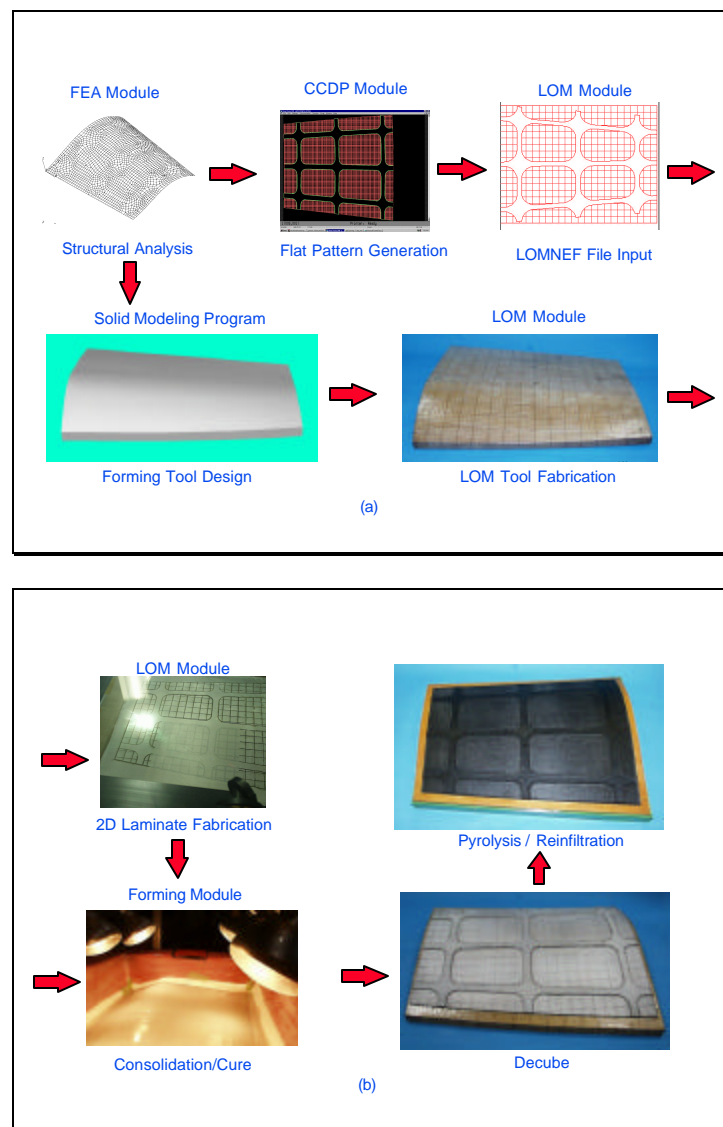 FEA Module
CCDP Module
LOM Module
Structural Analysis
Flat Pattern Generation
LOMNEF File Input
Solid Modeling Program
LOM Module
Forming Tool Design
LOM Tool Fabrication
(a)
LOM Module
2D Laminate Fabrication
Pyrolysis / Reinfiltration
Forming Module
Consolidation/Cure
Decube
(b)